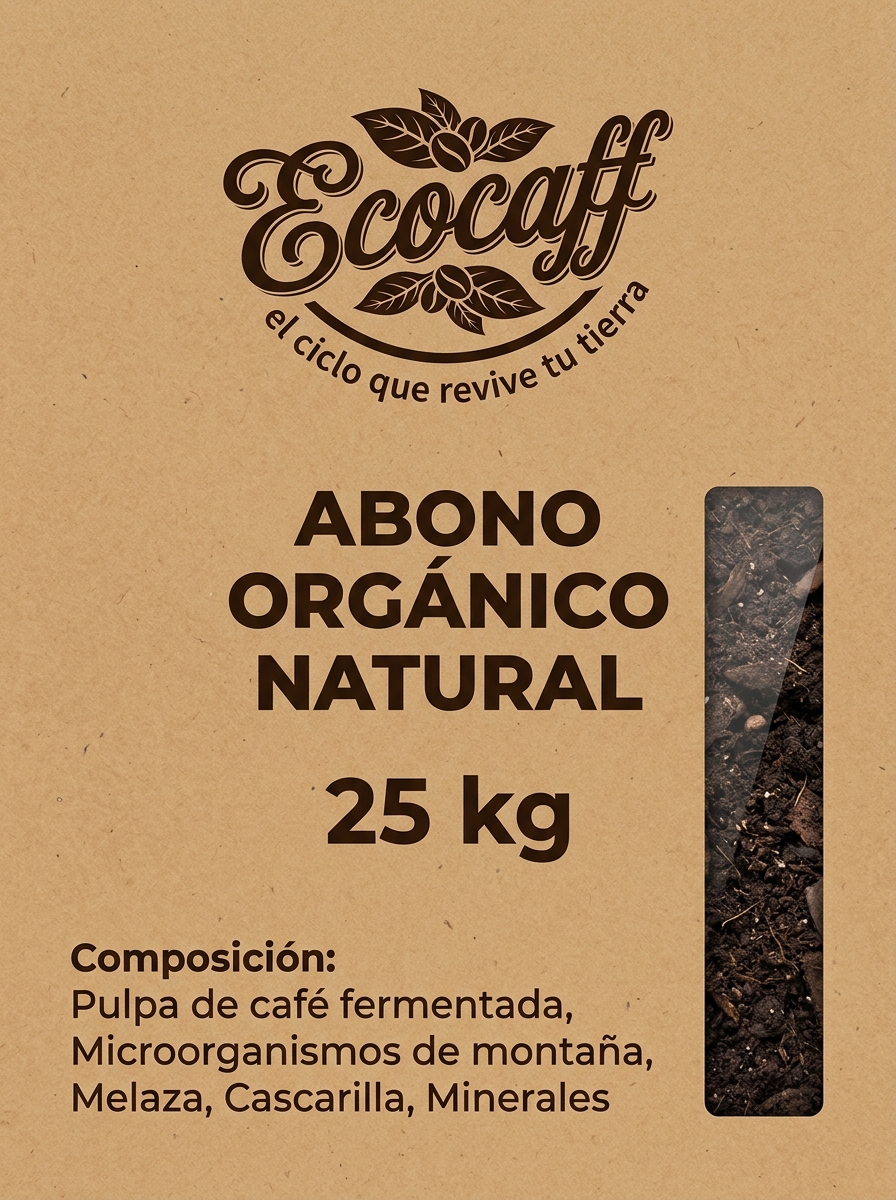 Ecocaff
el ciclo que revive tu tierra
ABONO
ORGÁNICO
NATURAL
25 kg
Composición:
Pulpa de café fermentada,
Microorganismos de montaña,
Melaza, Cascarilla, Minerales